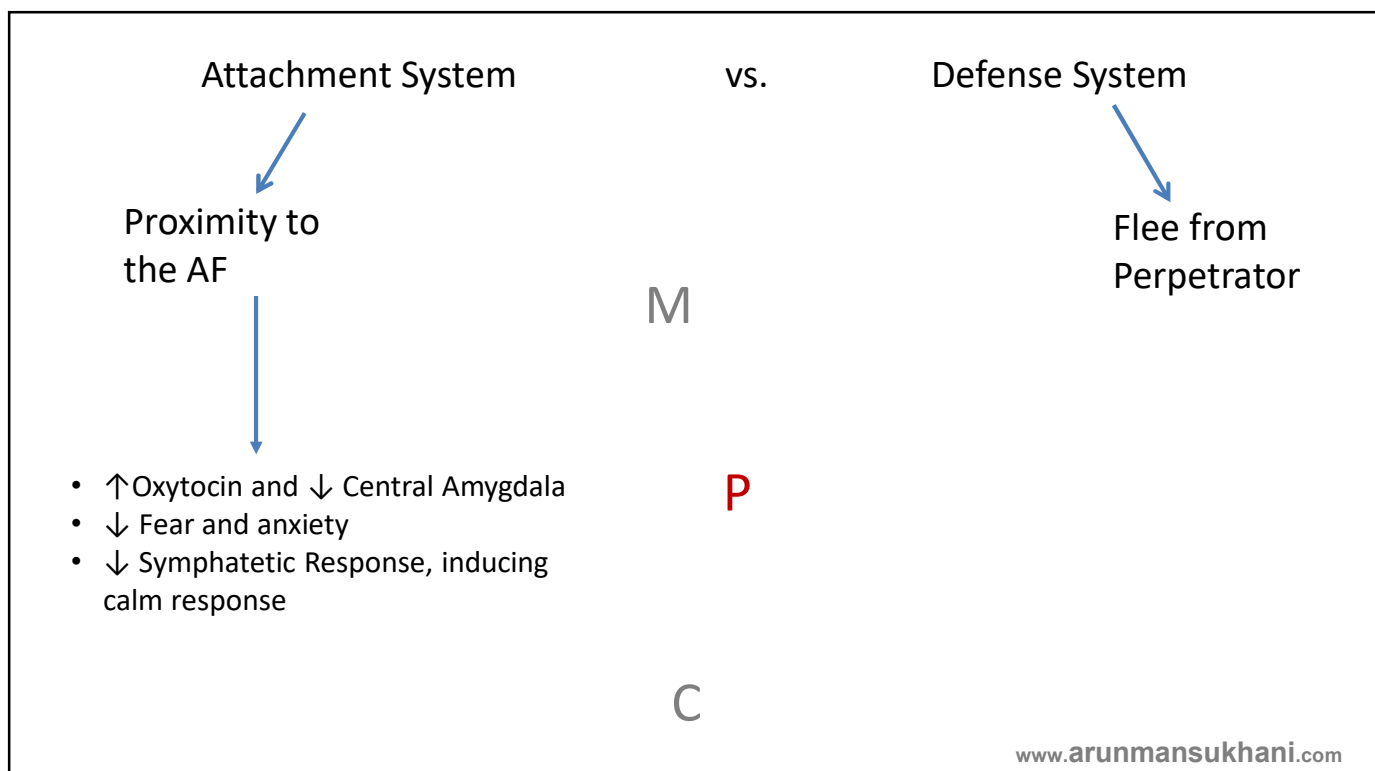 Attachment System vs. Defense System
Proximity to
the AF
Flee from
Perpetrator
M
• ↑Oxytocin and ↓ Central Amygdala
• ↓ Fear and anxiety
• ↓ Symphatetic Response, inducing
calm response
P
C
www.arunmansukhani.com